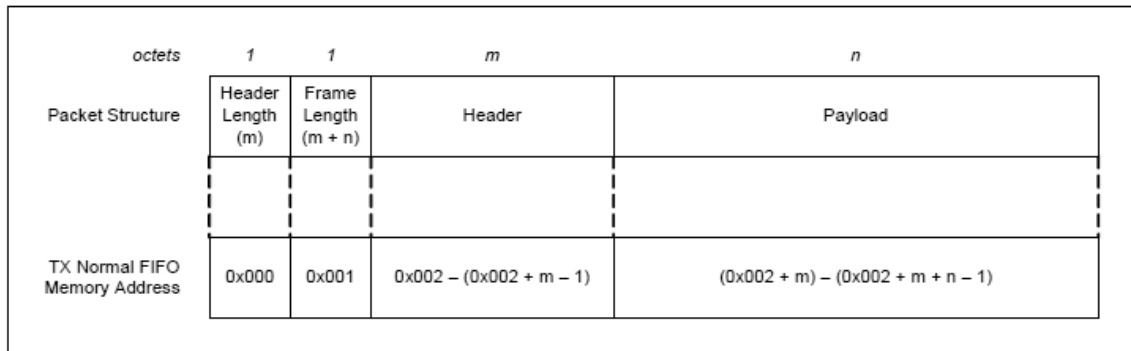 octets 1 1 m n
Packet Structure
Header Length (m)
Frame Length (m + n)
Header
Payload
TX Normal FIFO Memory Address
0x000
0x001
0x002 – (0x002 + m – 1)
(0x002 + m) – (0x002 + m + n – 1)